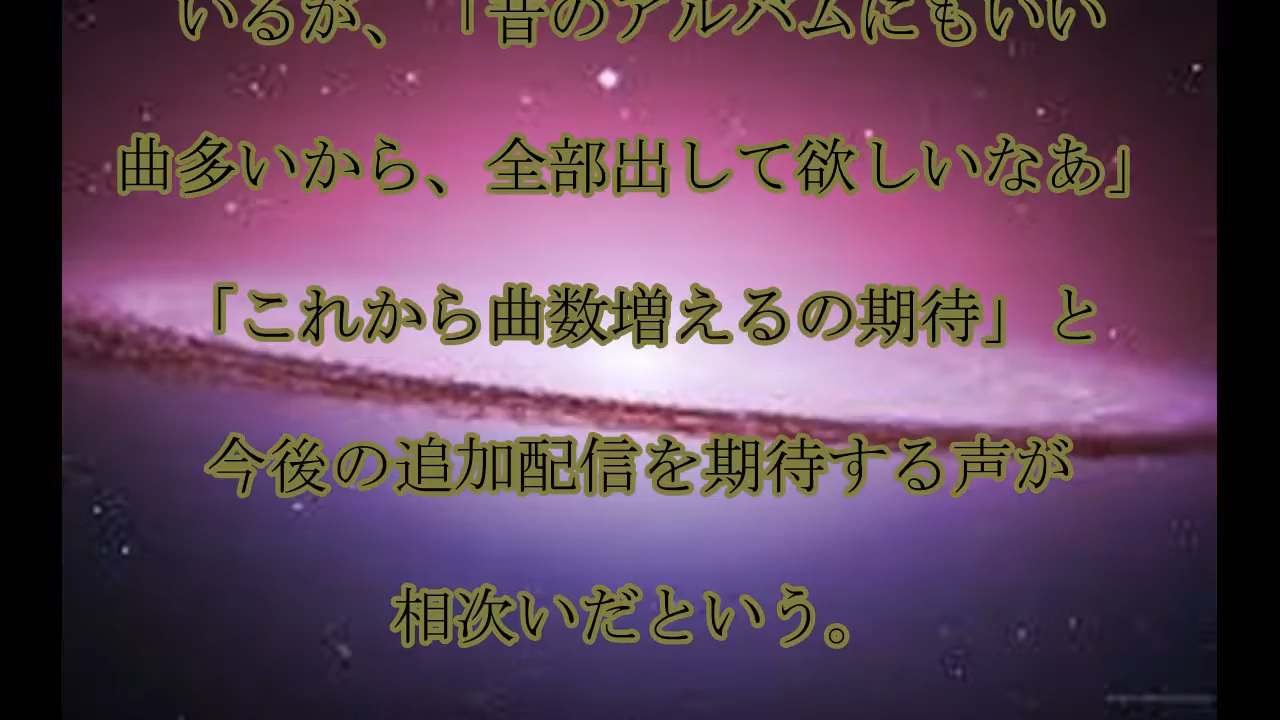 いるが、「昔のアルバムにもいい
曲多いから、全部出して欲しいなあ」
「これから曲数増えるの期待」と
今後の追加配信を期待する声が
相次いだという。